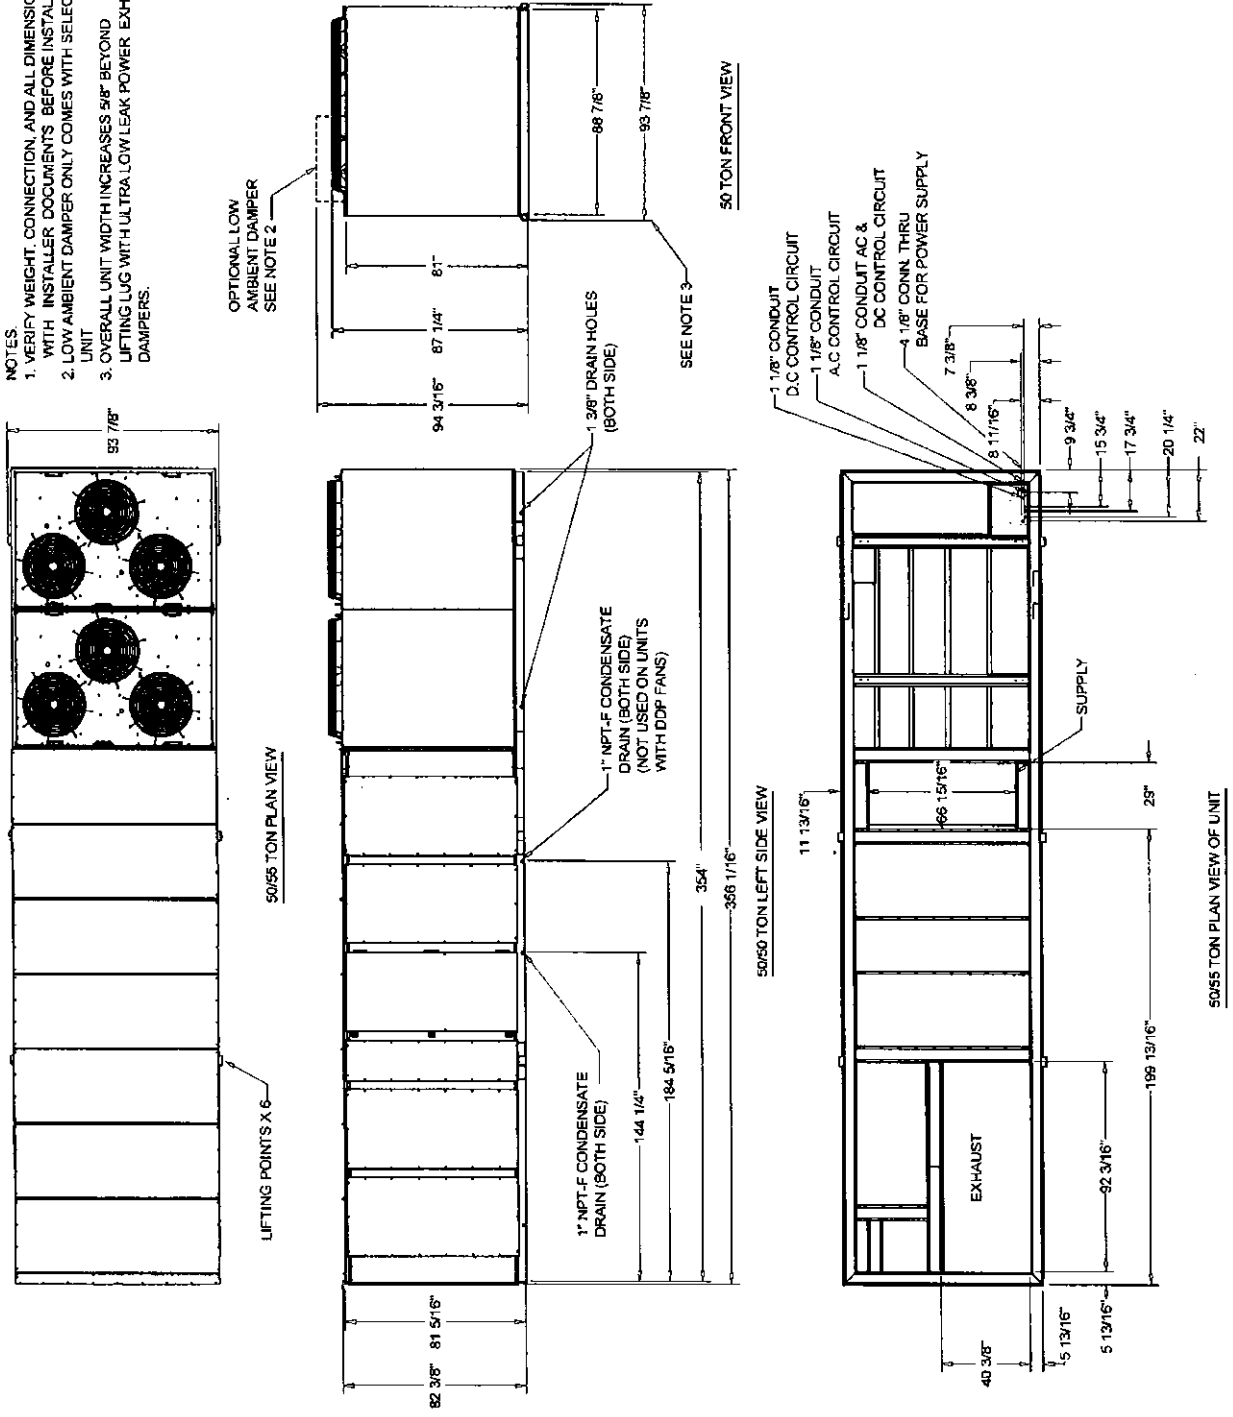 NOTES.
1. VERIFY WEIGHT, CONNECTION, AND ALL DIMENSIO
WITH INSTALLER DOCUMENTS BEFORE INSTAL
2. LOW AMBIENT DAMPER ONLY COMES WITH SELEC
UNIT
3. OVERALL UNIT WIDTH INCREASES 5/8" BEYOND
LIFTING LUG WITH ULTRA LOW LEAK POWER EXH
DAMPERS.
93 7/8"
LIFTING POINTS X 6
50/55 TON PLAN VIEW
OPTIONAL LOW
AMBIENT DAMPER
SEE NOTE 2
94 3/16"
87 1/4"
81"
88 7/8"
93 7/8"
SEE NOTE 3
50 TON FRONT VIEW
82 3/8"
81 5/16"
1" NPT-F CONDENSATE
DRAIN (BOTH SIDE)
144 1/4"
184 5/16"
354"
356 1/16"
1" NPT-F CONDENSATE
DRAIN (BOTH SIDE)
(NOT USED ON UNITS
WITH DDP FANS)
1 3/8" DRAIN HOLES
(BOTH SIDE)
50/50 TON LEFT SIDE VIEW
1 1/8" CONDUIT
D.C CONTROL CIRCUIT
1 1/8" CONDUIT
A.C CONTROL CIRCUIT
1 1/8" CONDUIT AC &
DC CONTROL CIRCUIT
4 1/8" CONN. THRU
BASE FOR POWER SUPPLY
7 3/8"
8 3/8"
8 11/16"
9 3/4"
15 3/4"
17 3/4"
20 1/4"
22"
11 13/16"
66 15/16"
SUPPLY
29"
199 13/16"
EXHAUST
92 3/16"
40 3/8"
5 13/16"
5 13/16"
50/55 TON PLAN VIEW OF UNIT